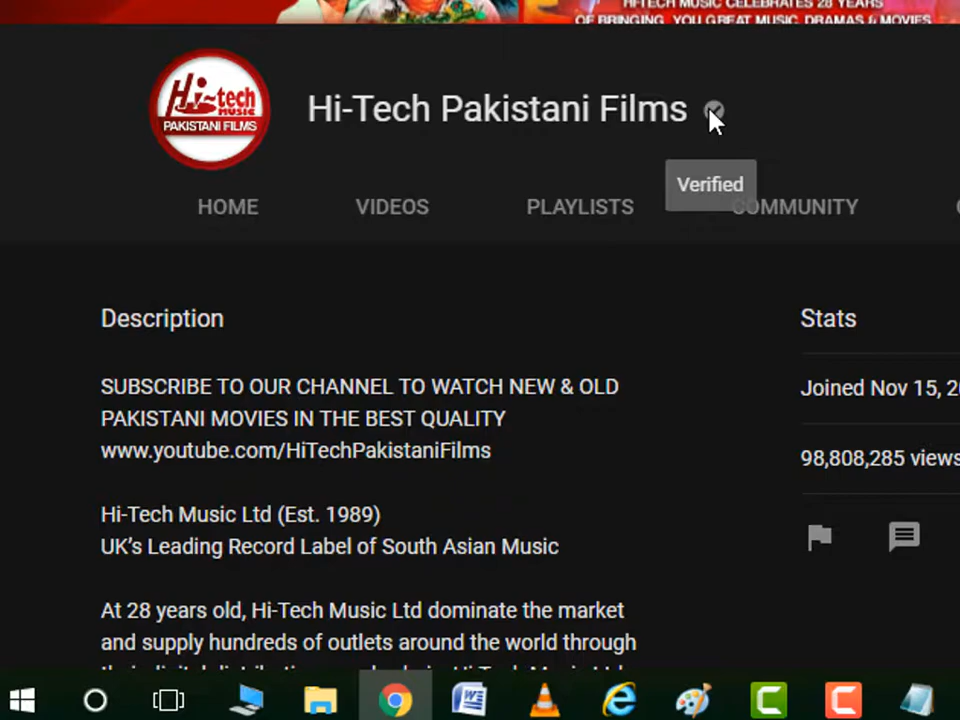 HI-TECH MUSIC CELEBRATES 28 YEARS
OF BRINGING, YOU GREAT MUSIC, DRAMAS & MOVIES
Hi-tech
MUSIC
PAKISTANI FILMS
Hi-Tech Pakistani Films
Verified
HOME VIDEOS PLAYLISTS COMMUNITY
Description
SUBSCRIBE TO OUR CHANNEL TO WATCH NEW & OLD
PAKISTANI MOVIES IN THE BEST QUALITY
www.youtube.com/HiTechPakistaniFilms
Hi-Tech Music Ltd (Est. 1989)
UK’s Leading Record Label of South Asian Music
At 28 years old, Hi-Tech Music Ltd dominate the market
and supply hundreds of outlets around the world through
Stats
Joined Nov 15,
98,808,285 views